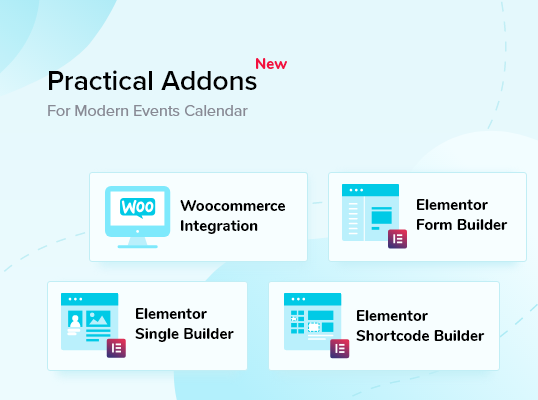 New
Practical Addons
For Modern Events Calendar
WOO
Woocommerce
Integration
Elementor
Form Builder
Elementor
Single Builder
Elementor
Shortcode Builder